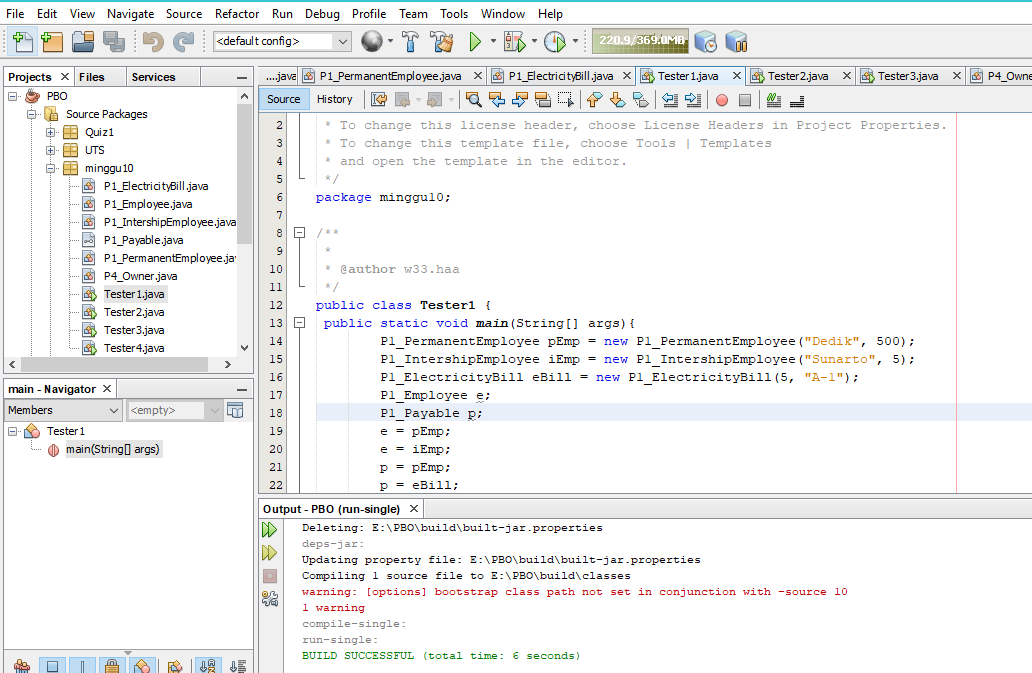 File Edit View Navigate Source Refactor Run Debug Profile Team Tools Window Help
<default config> 220.9/369.0MB
Projects Files Services
PBO
Source Packages
Quiz1
UTS
minggu10
P1_ElectricityBill.java
P1_Employee.java
P1_IntershipEmployee.java
P1_Payable.java
P1_PermanentEmployee.jav
P4_Owner.java
Tester1.java
Tester2.java
Tester3.java
Tester4.java
main - Navigator
Members <empty>
Tester1
main(String[] args)
....java P1_PermanentEmployee.java P1_ElectricityBill.java Tester1.java Tester2.java Tester3.java P4_Owne
Source History
2 * To change this license header, choose License Headers in Project Properties.
3 * To change this template file, choose Tools | Templates
4 * and open the template in the editor.
5 */
6 package minggu10;
7
8 /**
9 *
10 * @author w33.haa
11 */
12 public class Tester1 {
13 public static void main(String[] args){
14 P1_PermanentEmployee pEmp = new P1_PermanentEmployee("Dedik", 500);
15 P1_IntershipEmployee iEmp = new P1_IntershipEmployee("Sunarto", 5);
16 P1_ElectricityBill eBill = new P1_ElectricityBill(5, "A-1");
17 P1_Employee e;
18 P1_Payable p;
19 e = pEmp;
20 e = iEmp;
21 p = pEmp;
22 p = eBill;
Output - PBO (run-single)
Deleting: E:\PBO\build\built-jar.properties
deps-jar:
Updating property file: E:\PBO\build\built-jar.properties
Compiling 1 source file to E:\PBO\build\classes
warning: [options] bootstrap class path not set in conjunction with -source 10
1 warning
compile-single:
run-single:
BUILD SUCCESSFUL (total time: 6 seconds)